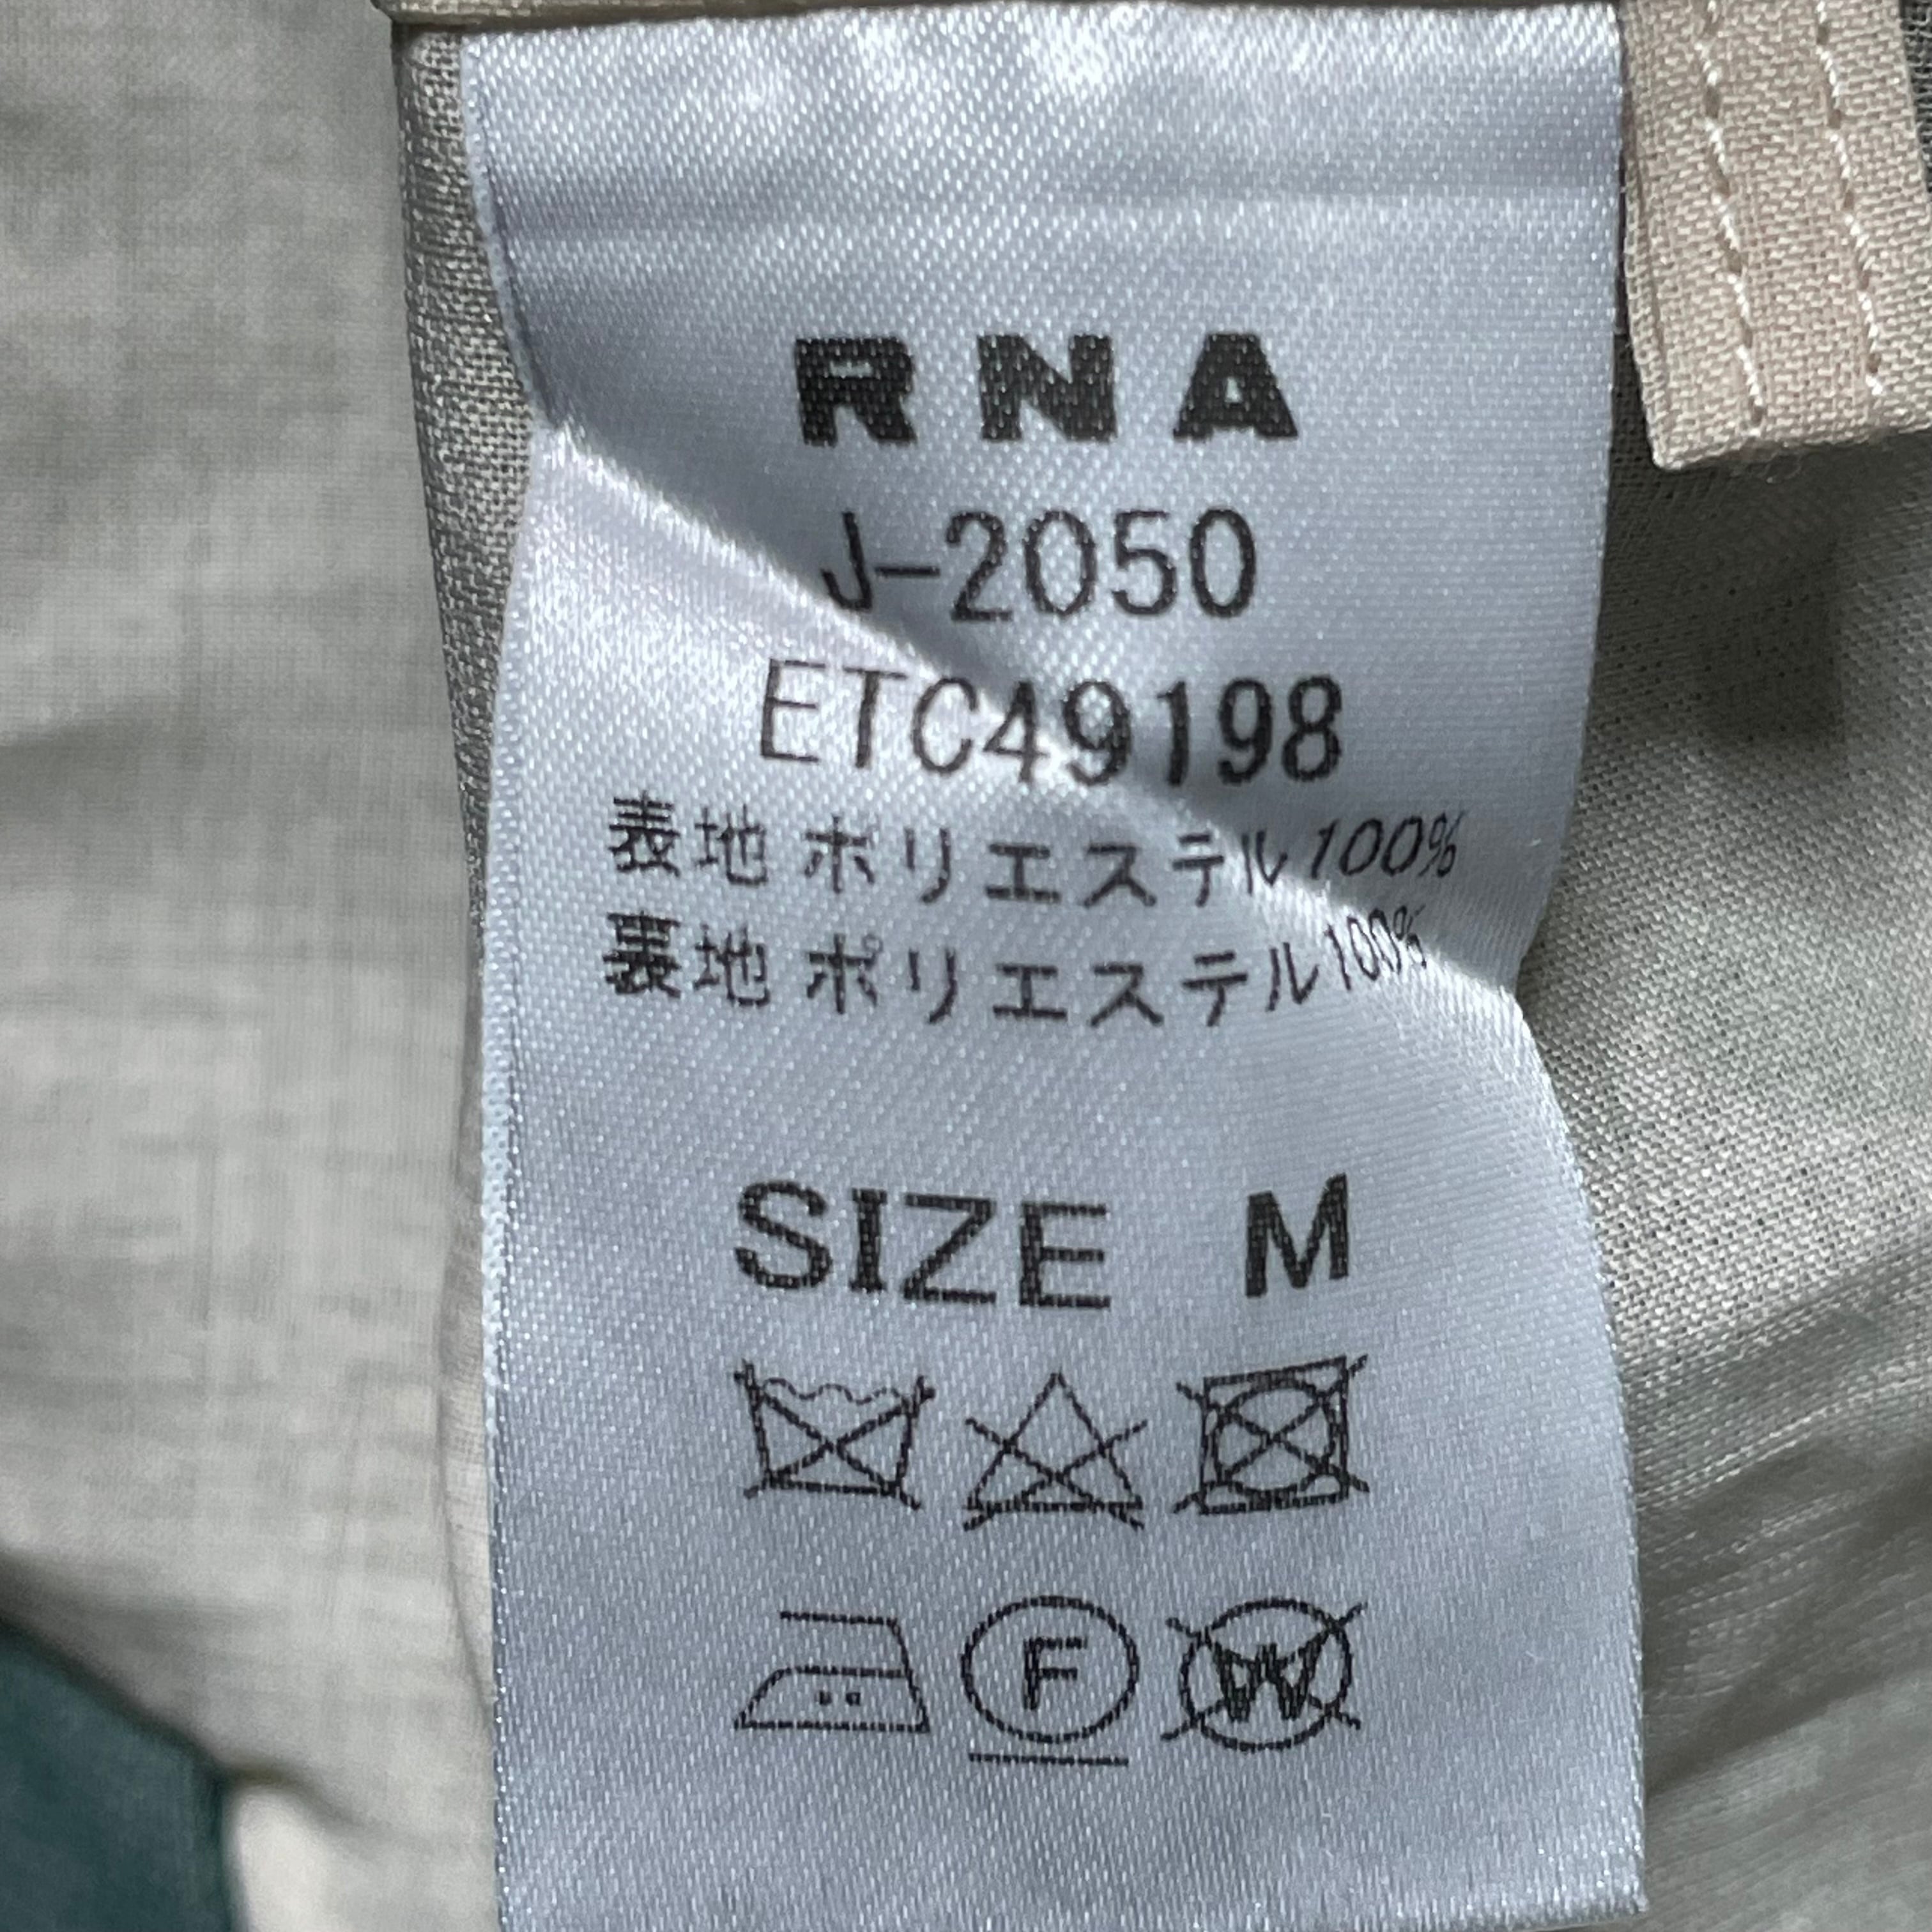 RNA
J-2050
ETC49198
表地 ポリエステル100%
裏地 ポリエステル100%
SIZE M
F W